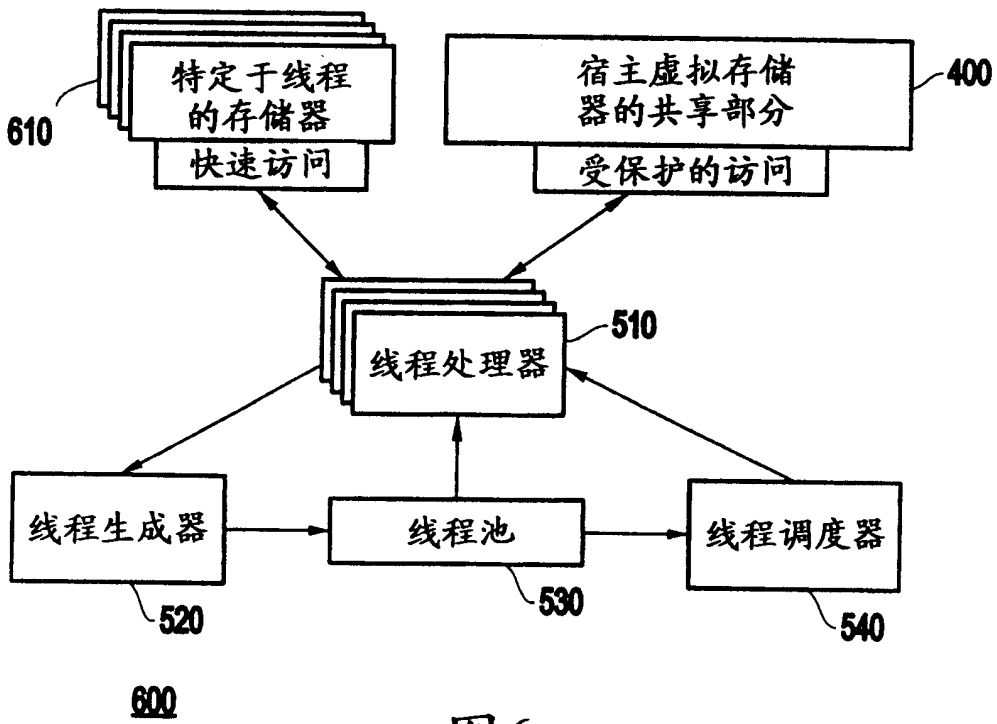 特定于线程
的存储器
快速访问
610
宿主虚拟存储
器的共享部分
受保护的访问
400
线程处理器
510
线程生成器
520
线程池
530
线程调度器
540
600
图6